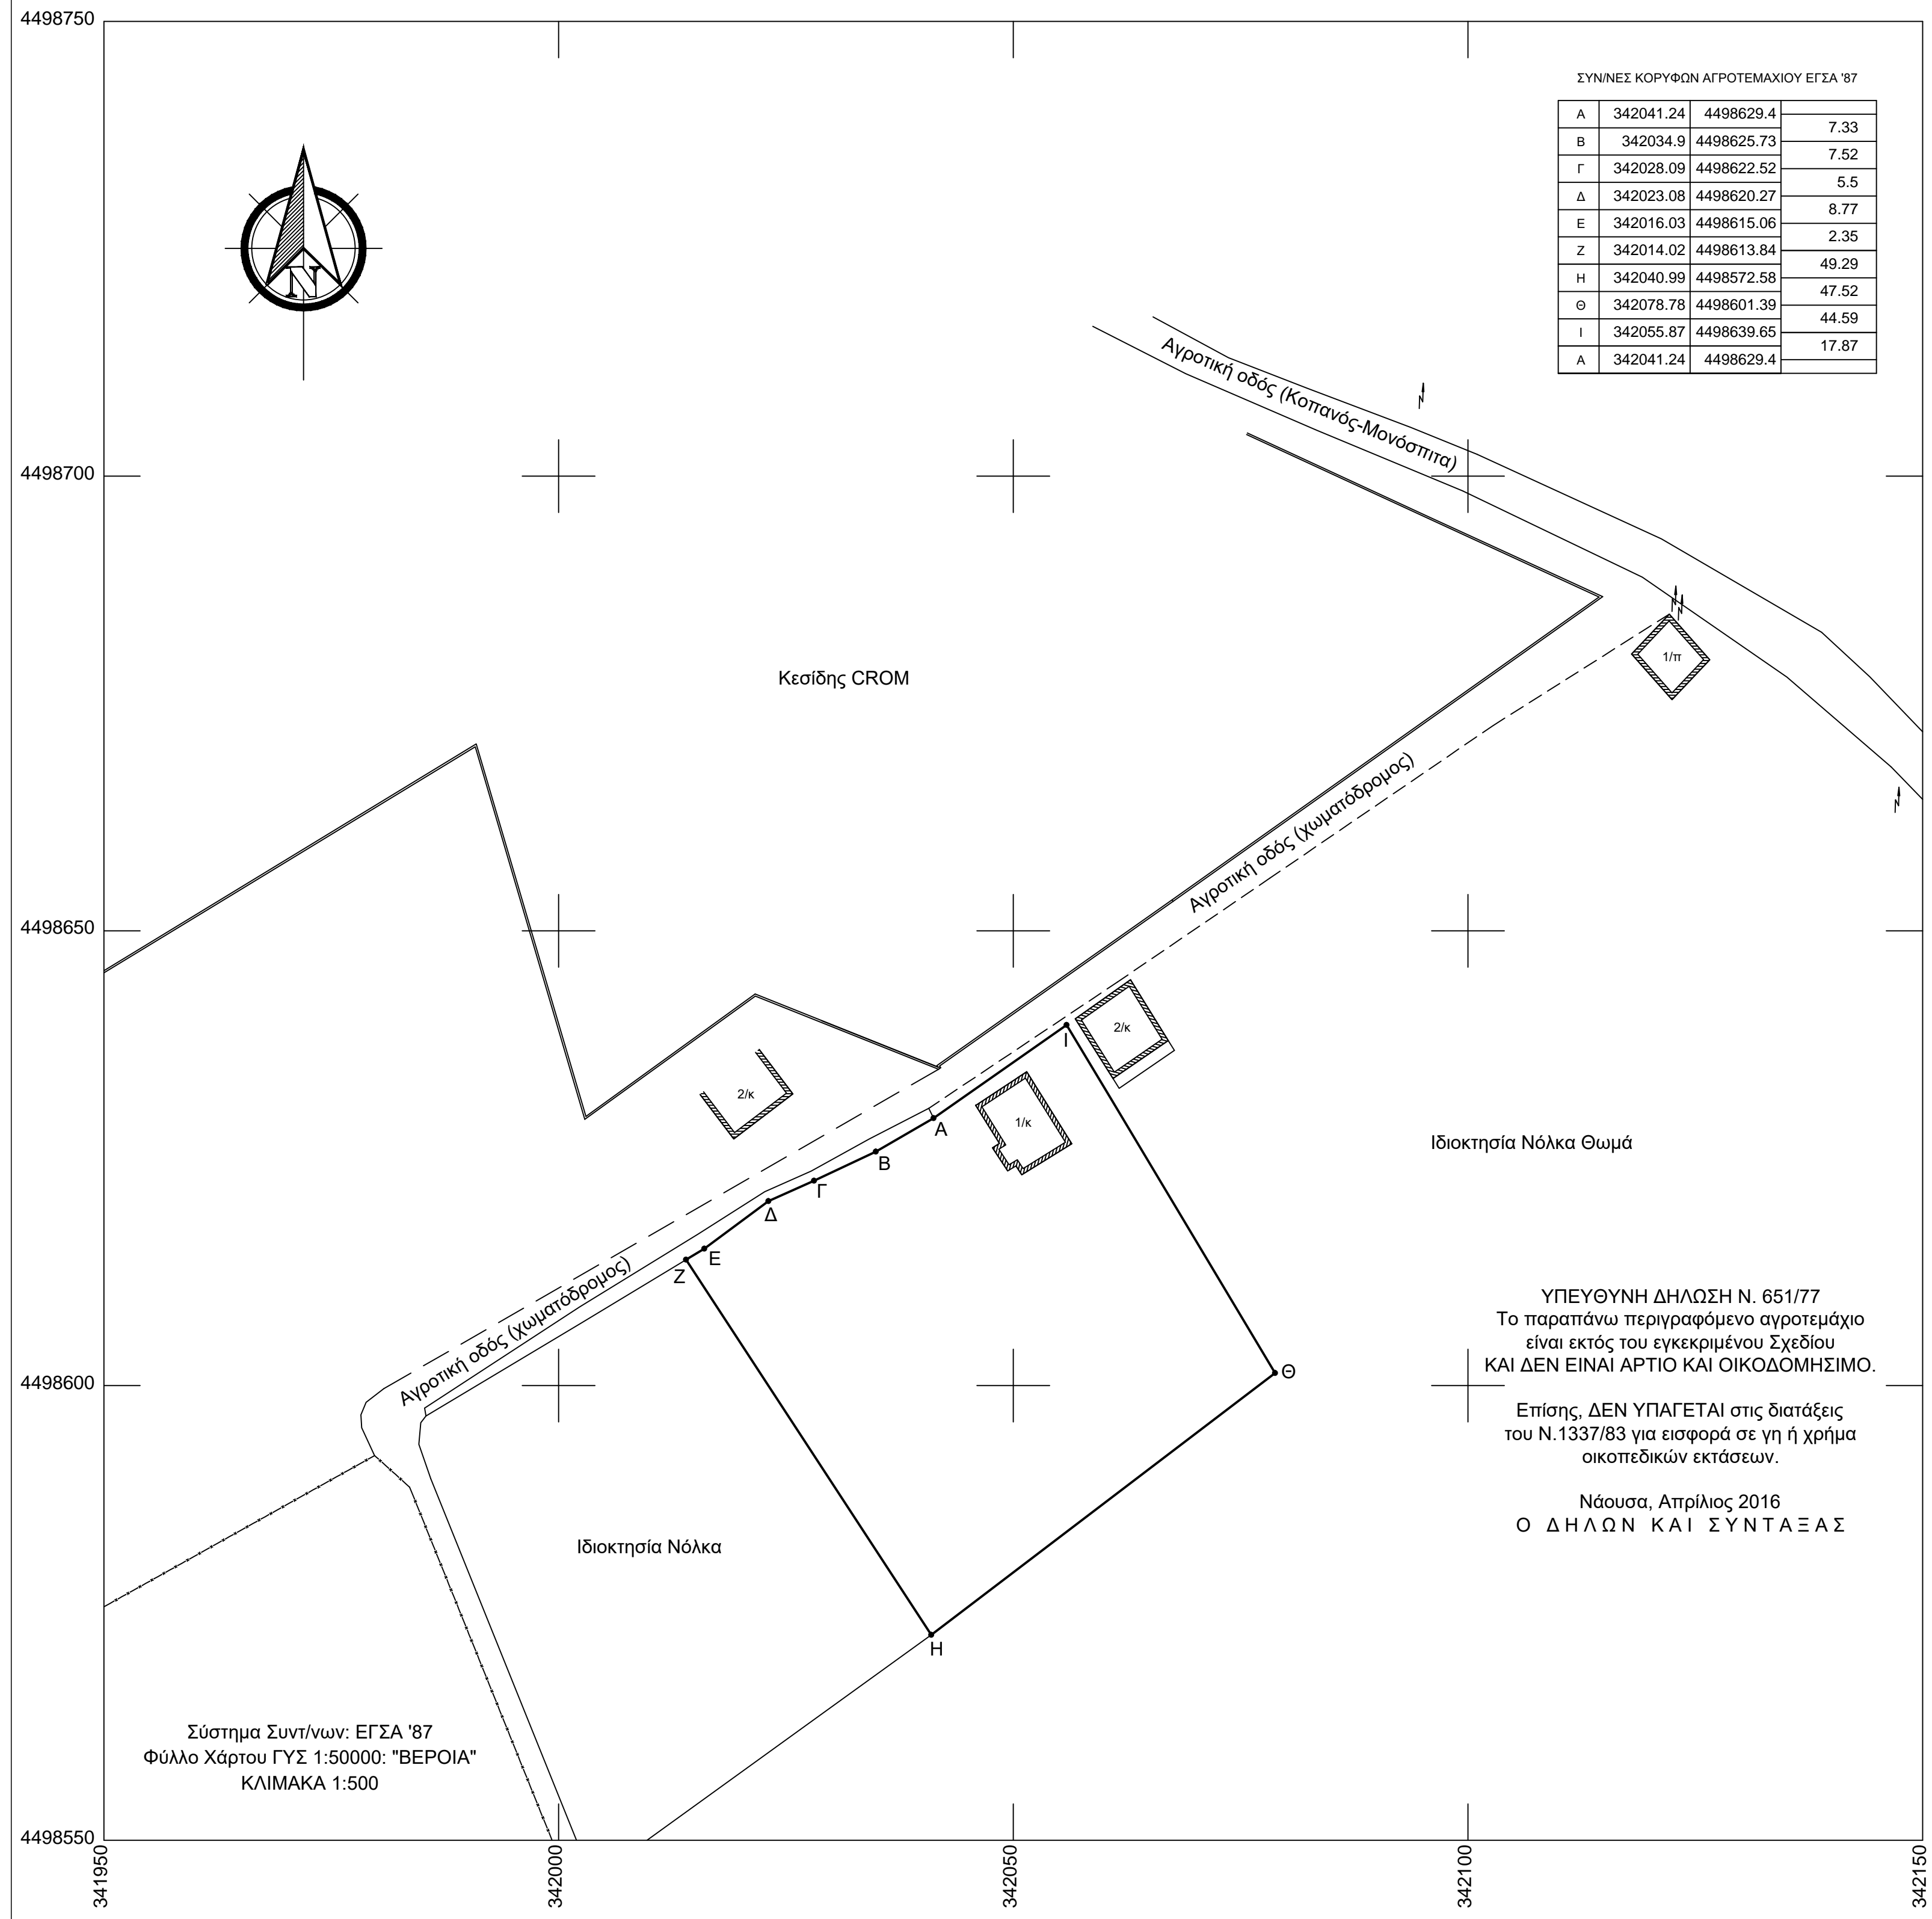 4498750
ΣΥΝ/ΝΕΣ ΚΟΡΥΦΩΝ ΑΓΡΟΤΕΜΑΧΙΟΥ ΕΓΣΑ '87
Α 342041.24 4498629.4
7.33
Β 342034.9 4498625.73
7.52
Γ 342028.09 4498622.52
5.5
Δ 342023.08 4498620.27
8.77
Ε 342016.03 4498615.06
2.35
Ζ 342014.02 4498613.84
49.29
Η 342040.99 4498572.58
47.52
Θ 342078.78 4498601.39
44.59
Ι 342055.87 4498639.65
17.87
Α 342041.24 4498629.4
N
Αγροτική οδός (Κοπανός-Μονόσπιτα)
4498700
1/π
Κεσίδης CROM
Αγροτική οδός (χωματόδρομος)
4498650
2/κ
Ι
2/κ
1/κ
Α
Β
Γ
Δ
Ε
Ζ
Ιδιοκτησία Νόλκα Θωμά
Αγροτική οδός (χωματόδρομος)
ΥΠΕΥΘΥΝΗ ΔΗΛΩΣΗ Ν. 651/77
Το παραπάνω περιγραφόμενο αγροτεμάχιο
είναι εκτός του εγκεκριμένου Σχεδίου
ΚΑΙ ΔΕΝ ΕΙΝΑΙ ΑΡΤΙΟ ΚΑΙ ΟΙΚΟΔΟΜΗΣΙΜΟ.
Θ
4498600
Επίσης, ΔΕΝ ΥΠΑΓΕΤΑΙ στις διατάξεις
του Ν.1337/83 για εισφορά σε γη ή χρήμα
οικοπεδικών εκτάσεων.
Νάουσα, Απρίλιος 2016
Ο ΔΗΛΩΝ ΚΑΙ ΣΥΝΤΑΞΑΣ
Ιδιοκτησία Νόλκα
Η
Σύστημα Συντ/νων: ΕΓΣΑ '87
Φύλλο Χάρτου ΓΥΣ 1:50000: "ΒΕΡΟΙΑ"
ΚΛΙΜΑΚΑ 1:500
4498550
341950
342000
342050
342100
342150